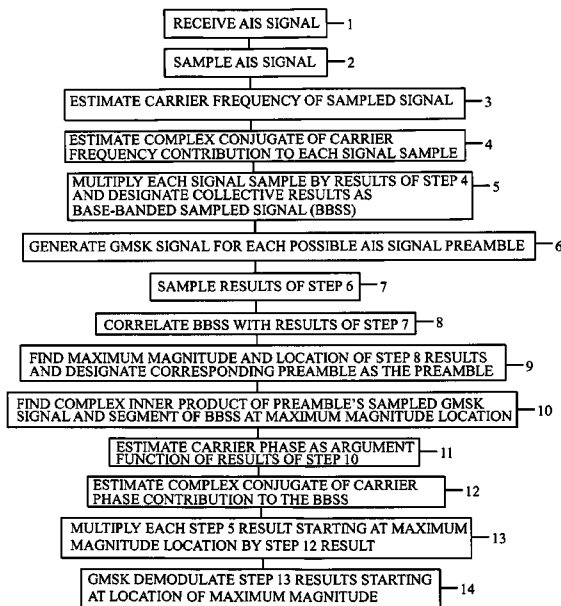 RECEIVE AIS SIGNAL 1
SAMPLE AIS SIGNAL 2
ESTIMATE CARRIER FREQUENCY OF SAMPLED SIGNAL 3
ESTIMATE COMPLEX CONJUGATE OF CARRIER
FREQUENCY CONTRIBUTION TO EACH SIGNAL SAMPLE 4
MULTIPLY EACH SIGNAL SAMPLE BY RESULTS OF STEP 4
AND DESIGNATE COLLECTIVE RESULTS AS 5
BASE-BANDED SAMPLED SIGNAL (BBSS)
GENERATE GMSK SIGNAL FOR EACH POSSIBLE AIS SIGNAL PREAMBLE 6
SAMPLE RESULTS OF STEP 6 7
CORRELATE BBSS WITH RESULTS OF STEP 7 8
FIND MAXIMUM MAGNITUDE AND LOCATION OF STEP 8 RESULTS
AND DESIGNATE CORRESPONDING PREAMBLE AS THE PREAMBLE 9
FIND COMPLEX INNER PRODUCT OF PREAMBLE'S SAMPLED GMSK
SIGNAL AND SEGMENT OF BBSS AT MAXIMUM MAGNITUDE LOCATION 10
ESTIMATE CARRIER PHASE AS ARGUMENT
FUNCTION OF RESULTS OF STEP 10 11
ESTIMATE COMPLEX CONJUGATE OF CARRIER
PHASE CONTRIBUTION TO THE BBSS 12
MULTIPLY EACH STEP 5 RESULT STARTING AT MAXIMUM
MAGNITUDE LOCATION BY STEP 12 RESULT 13
GMSK DEMODULATE STEP 13 RESULTS STARTING
AT LOCATION OF MAXIMUM MAGNITUDE 14